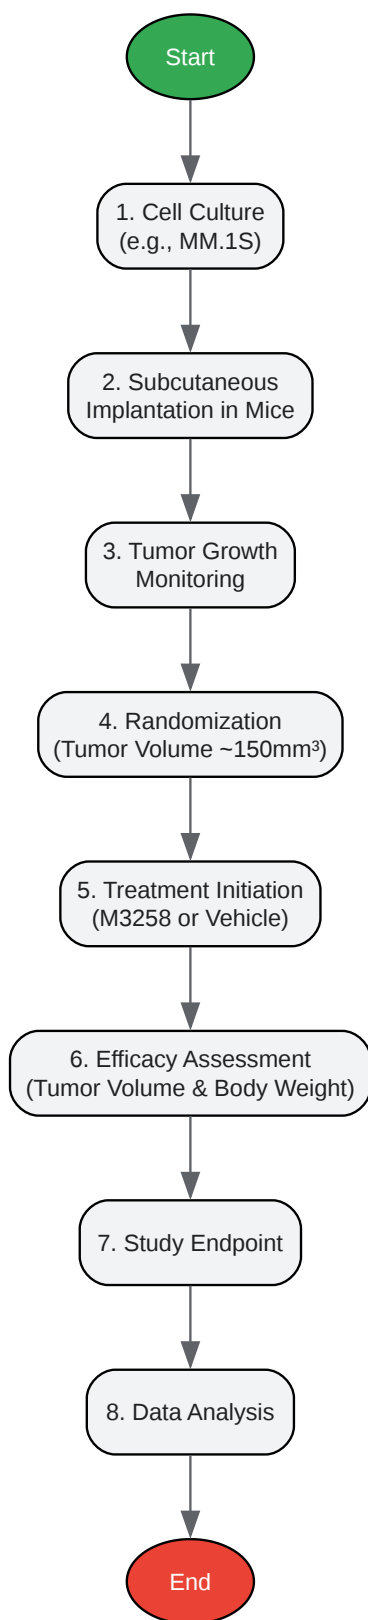 Start
1. Cell Culture
(e.g., MM.1S)
2. Subcutaneous
Implantation in Mice
3. Tumor Growth
Monitoring
4. Randomization
(Tumor Volume ~150mm³)
5. Treatment Initiation
(M3258 or Vehicle)
6. Efficacy Assessment
(Tumor Volume & Body Weight)
7. Study Endpoint
8. Data Analysis
End